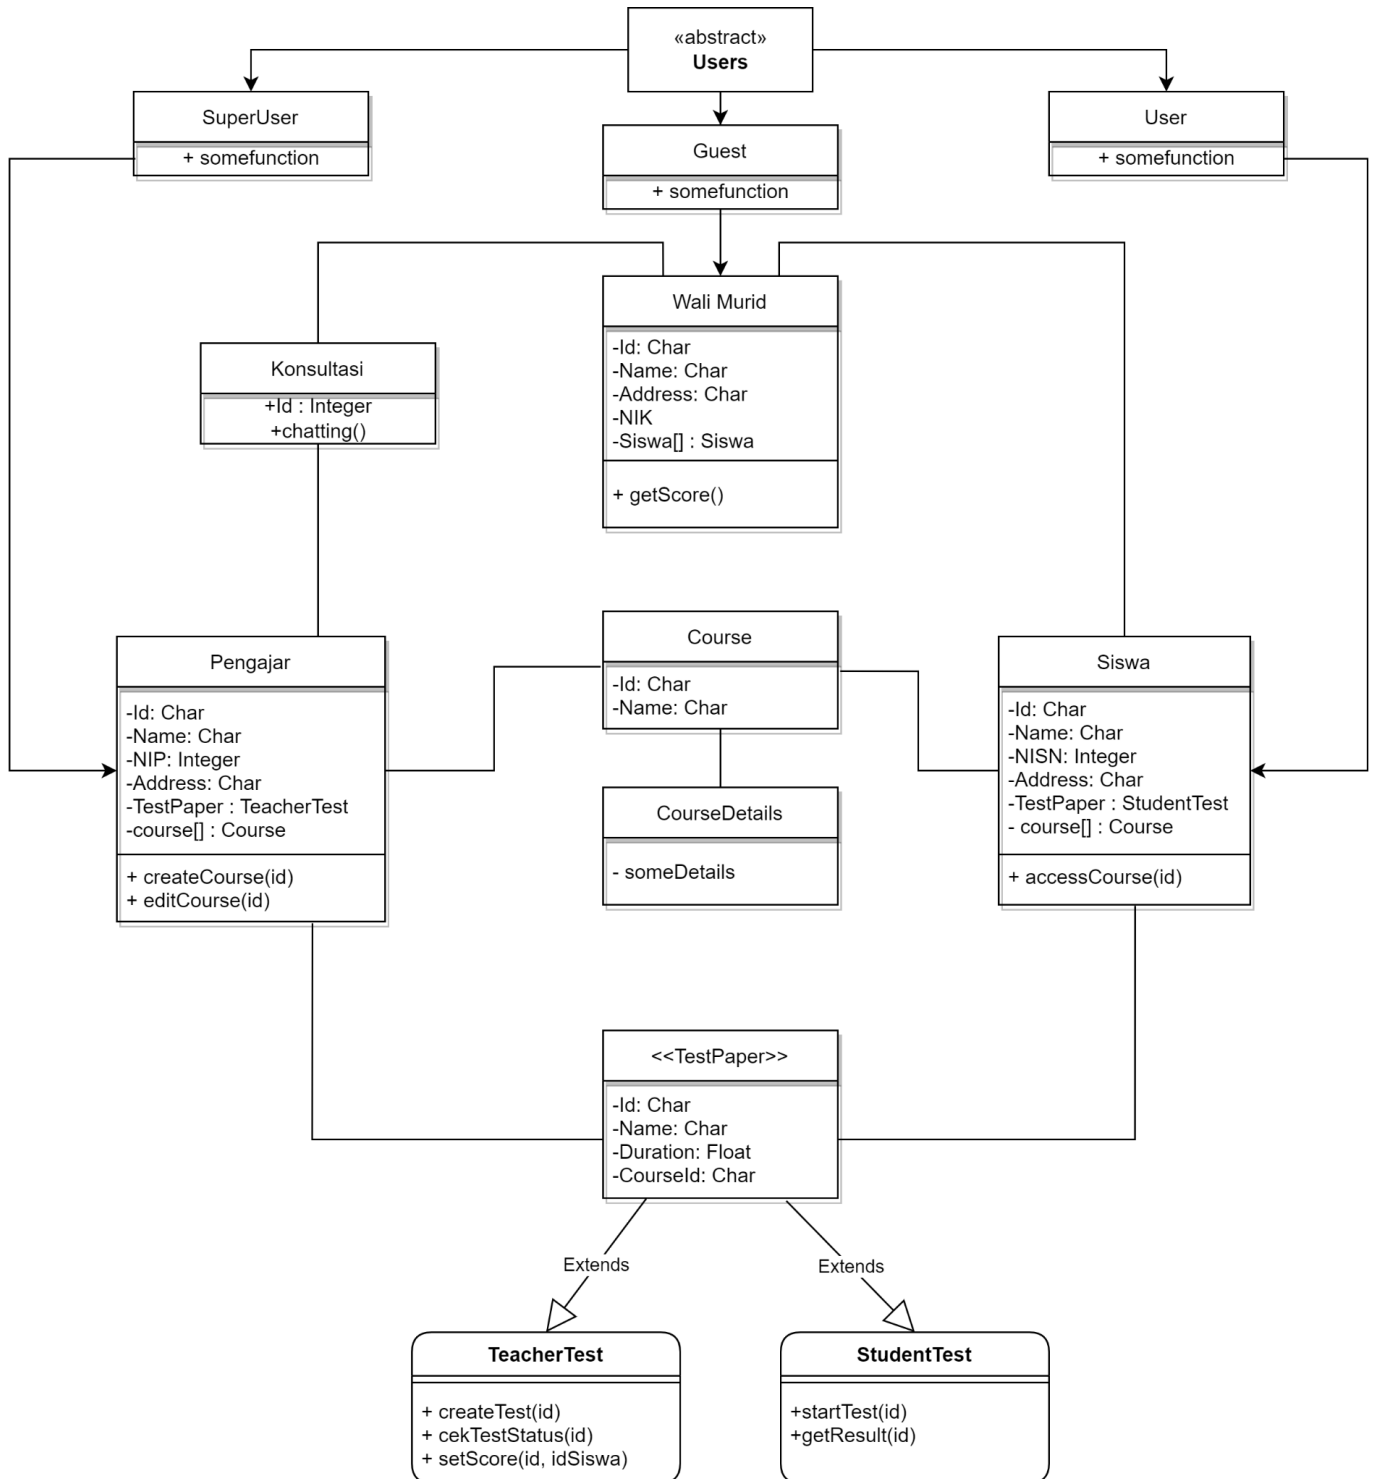 «abstract»
Users
SuperUser
+ somefunction
Guest
+ somefunction
User
+ somefunction
Wali Murid
-Id: Char
-Name: Char
-Address: Char
-NIK
-Siswa[] : Siswa
+ getScore()
Konsultasi
+Id : Integer
+chatting()
Pengajar
-Id: Char
-Name: Char
-NIP: Integer
-Address: Char
-TestPaper : TeacherTest
-course[] : Course
+ createCourse(id)
+ editCourse(id)
Course
-Id: Char
-Name: Char
CourseDetails
- someDetails
Siswa
-Id: Char
-Name: Char
-NISN: Integer
-Address: Char
-TestPaper : StudentTest
- course[] : Course
+ accessCourse(id)
<<TestPaper>>
-Id: Char
-Name: Char
-Duration: Float
-CourseId: Char
Extends
Extends
TeacherTest
+ createTest(id)
+ cekTestStatus(id)
+ setScore(id, idSiswa)
StudentTest
+startTest(id)
+getResult(id)